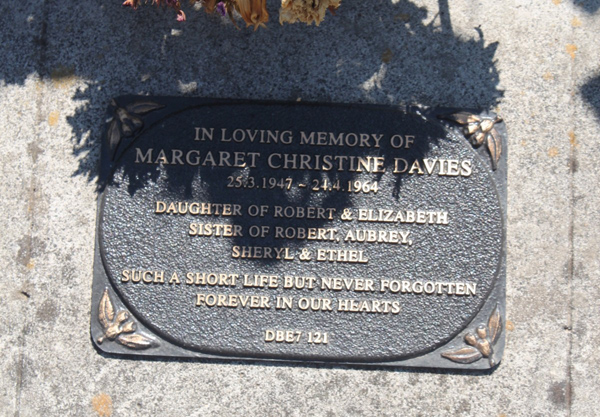 IN LOVING MEMORY OF
MARGARET CHRISTINE DAVIES
25.3.1947 ~ 24.4.1964
DAUGHTER OF ROBERT & ELIZABETH
SISTER OF ROBERT, AUBREY,
SHERYL & ETHEL
SUCH A SHORT LIFE BUT NEVER FORGOTTEN
FOREVER IN OUR HEARTS
DBE7 121